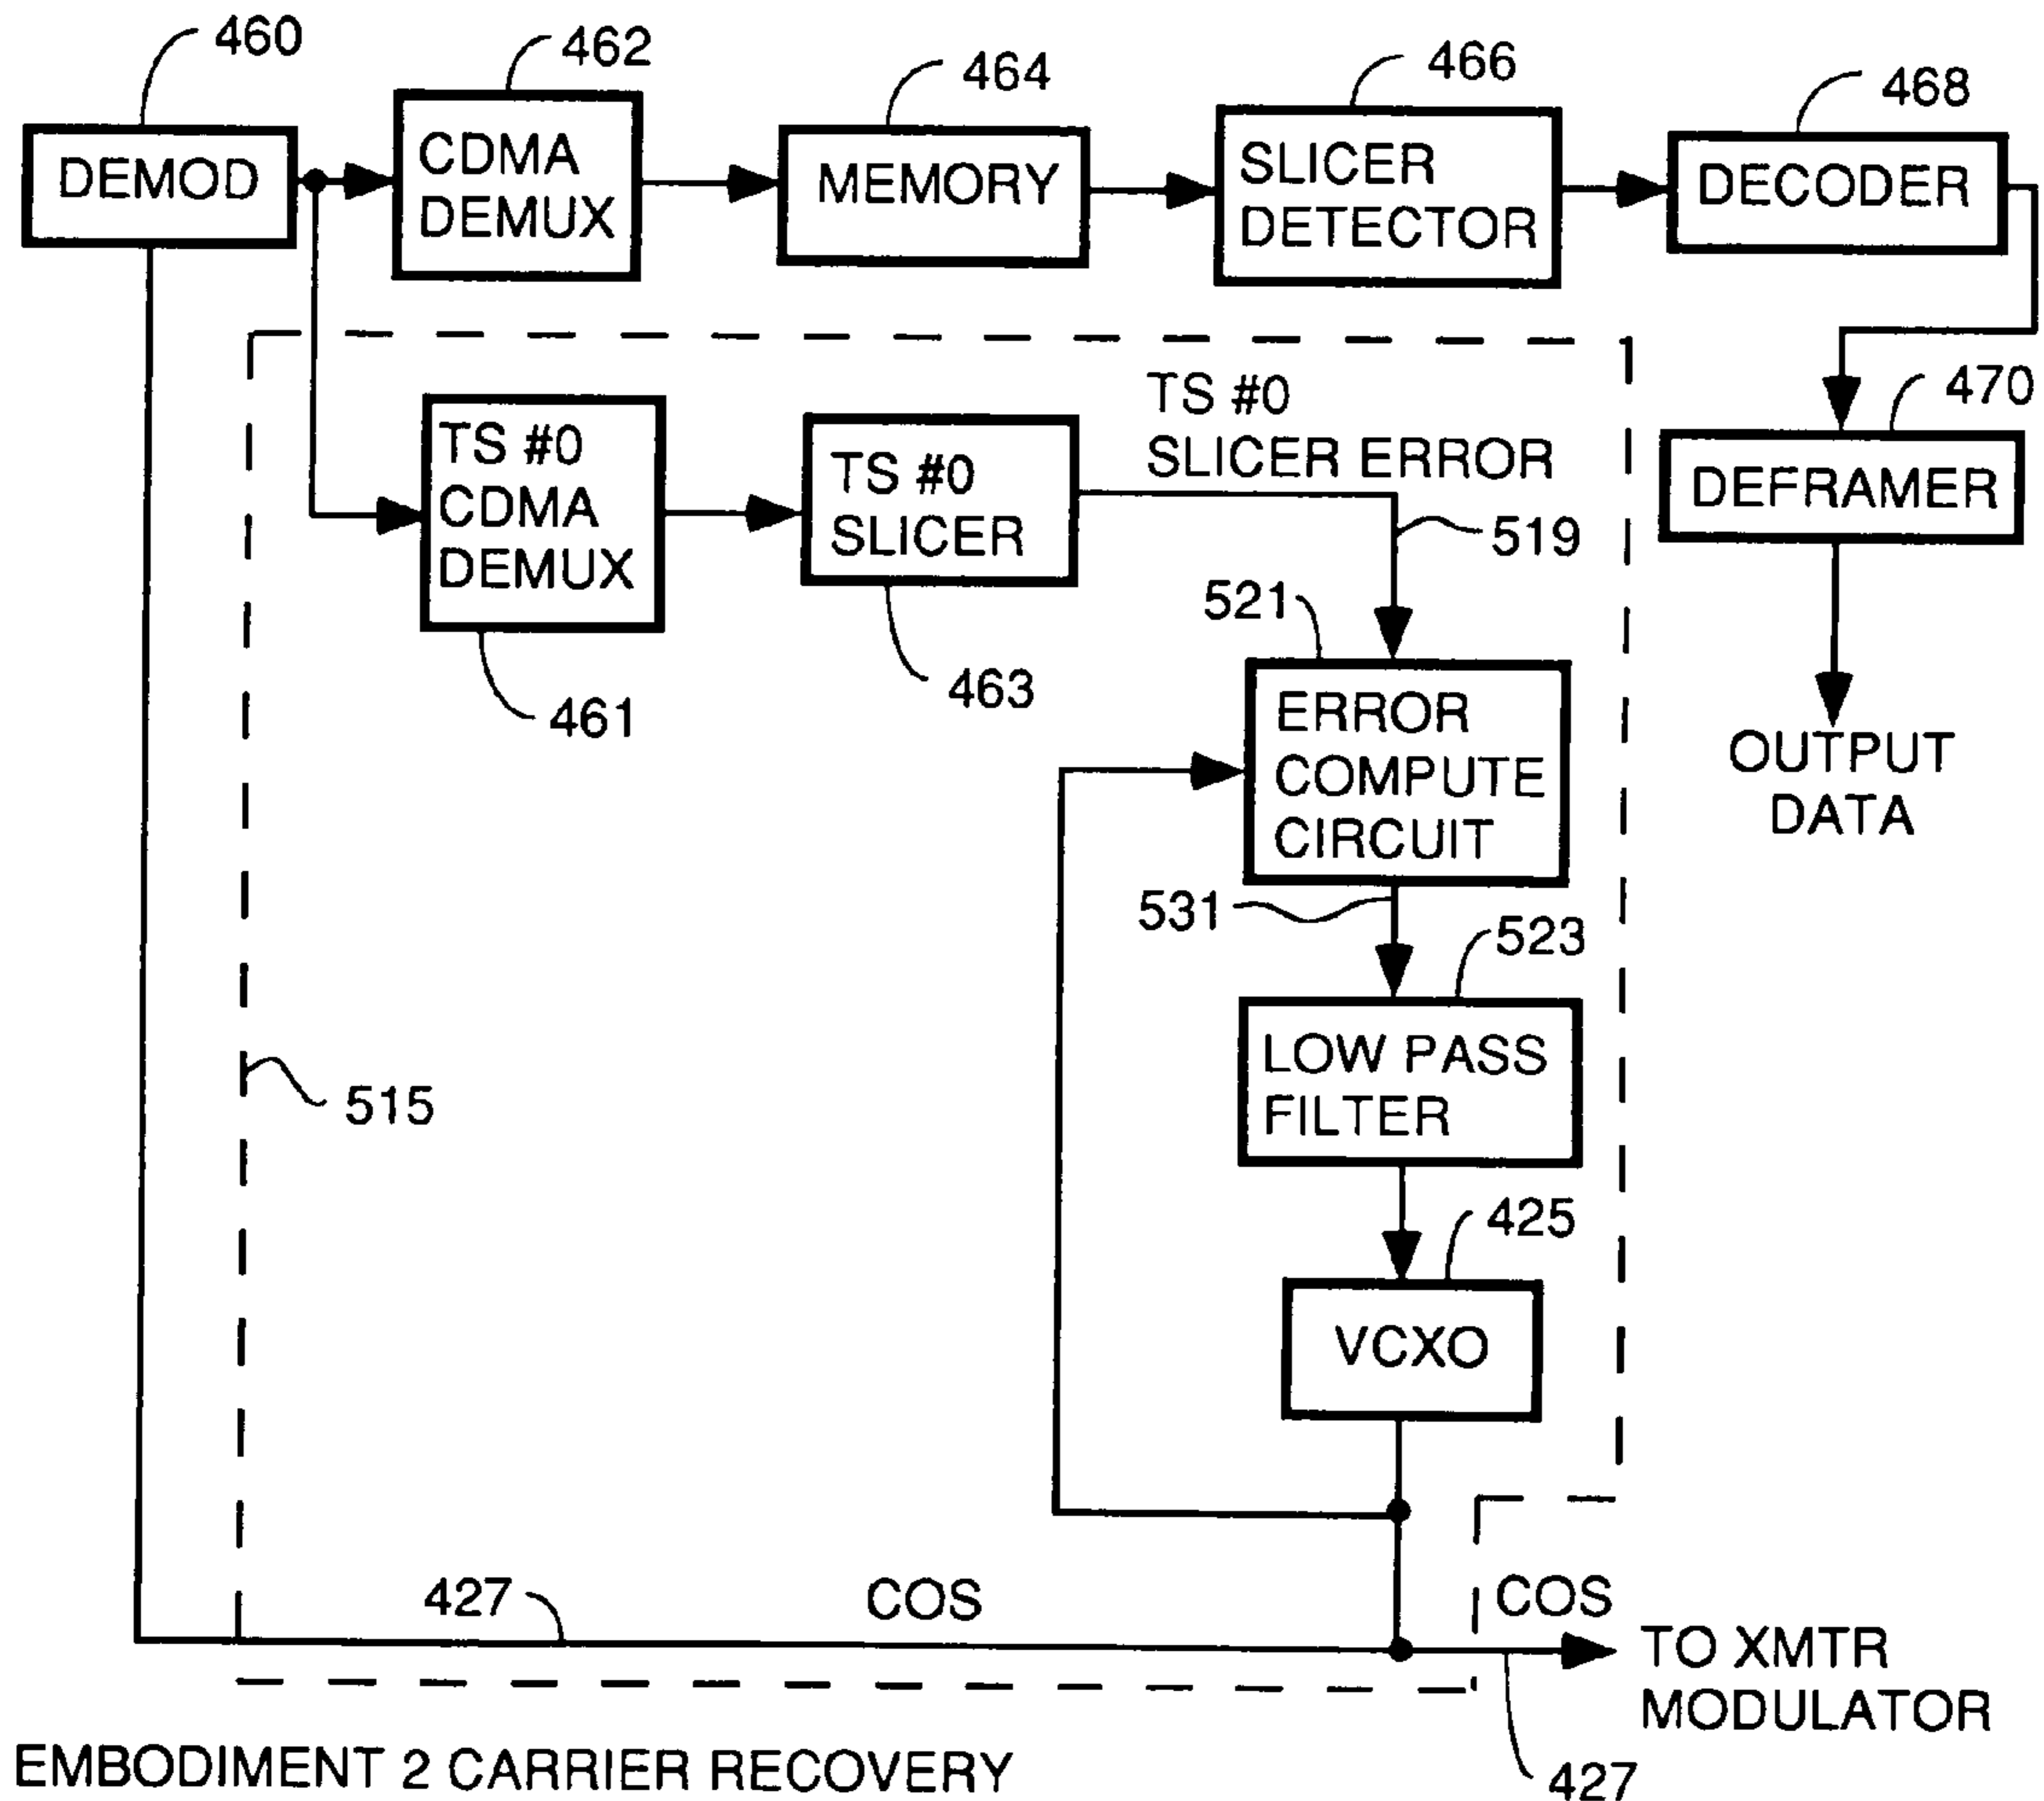 460
462
464
466
468
DEMOD
CDMA
DEMUX
MEMORY
SLICER
DETECTOR
DECODER
TS #0
CDMA
DEMUX
461
TS #0
SLICER
463
TS #0
SLICER ERROR
519
470
DEFRAMER
OUTPUT
DATA
521
ERROR
COMPUTE
CIRCUIT
531
523
LOW PASS
FILTER
515
425
VCXO
427
COS
COS
TO XMTR
MODULATOR
427
EMBODIMENT 2 CARRIER RECOVERY